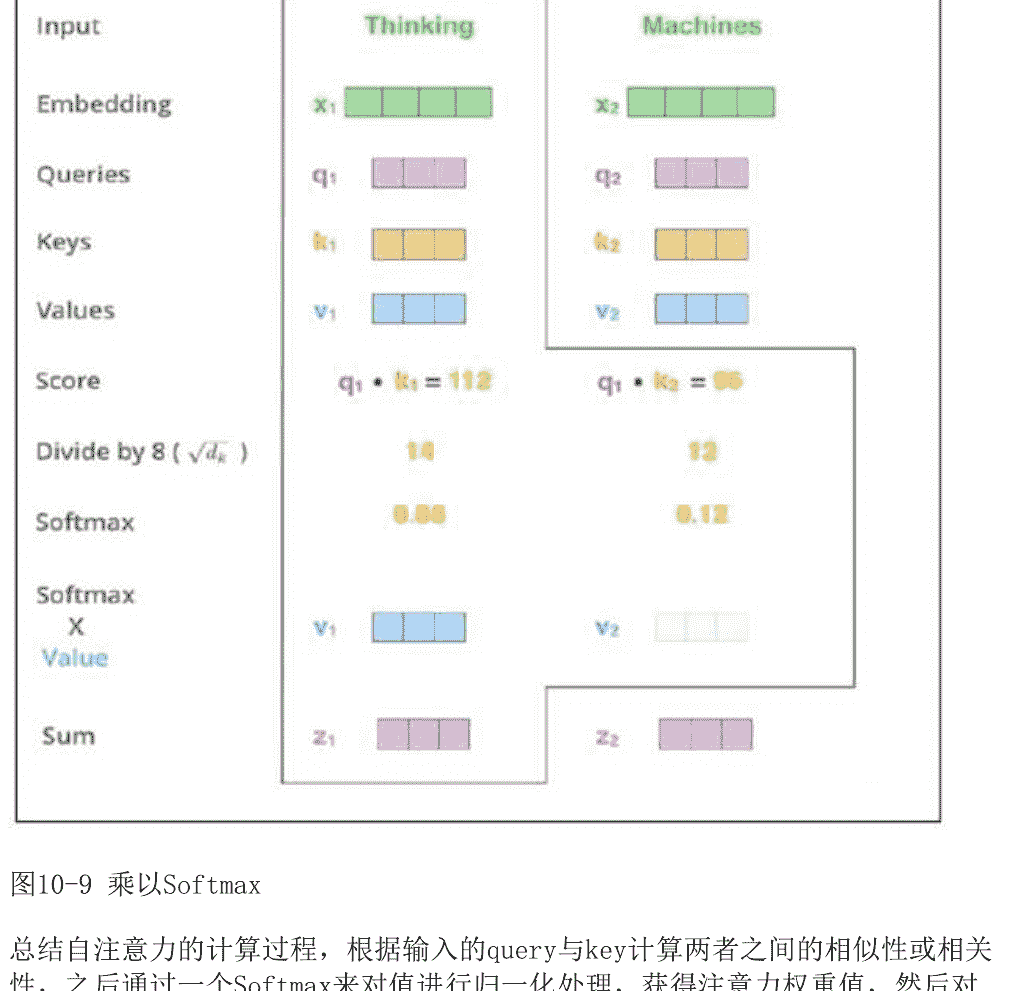 Input Thinking Machines
Embedding x1 x2
Queries q1 q2
Keys k1 k2
Values v1 v2
Score q1 • k1 = 112 q1 • k2 = 96
Divide by 8 ( √dk ) 14 12
Softmax 0.88 0.12
Softmax
X v1 v2
Value
Sum z1 z2
图10-9 乘以Softmax
总结自注意力的计算过程，根据输入的query与key计算两者之间的相似性或相关
性，之后通过一个Softmax来对值进行归一化处理，获得注意力权重值，然后对